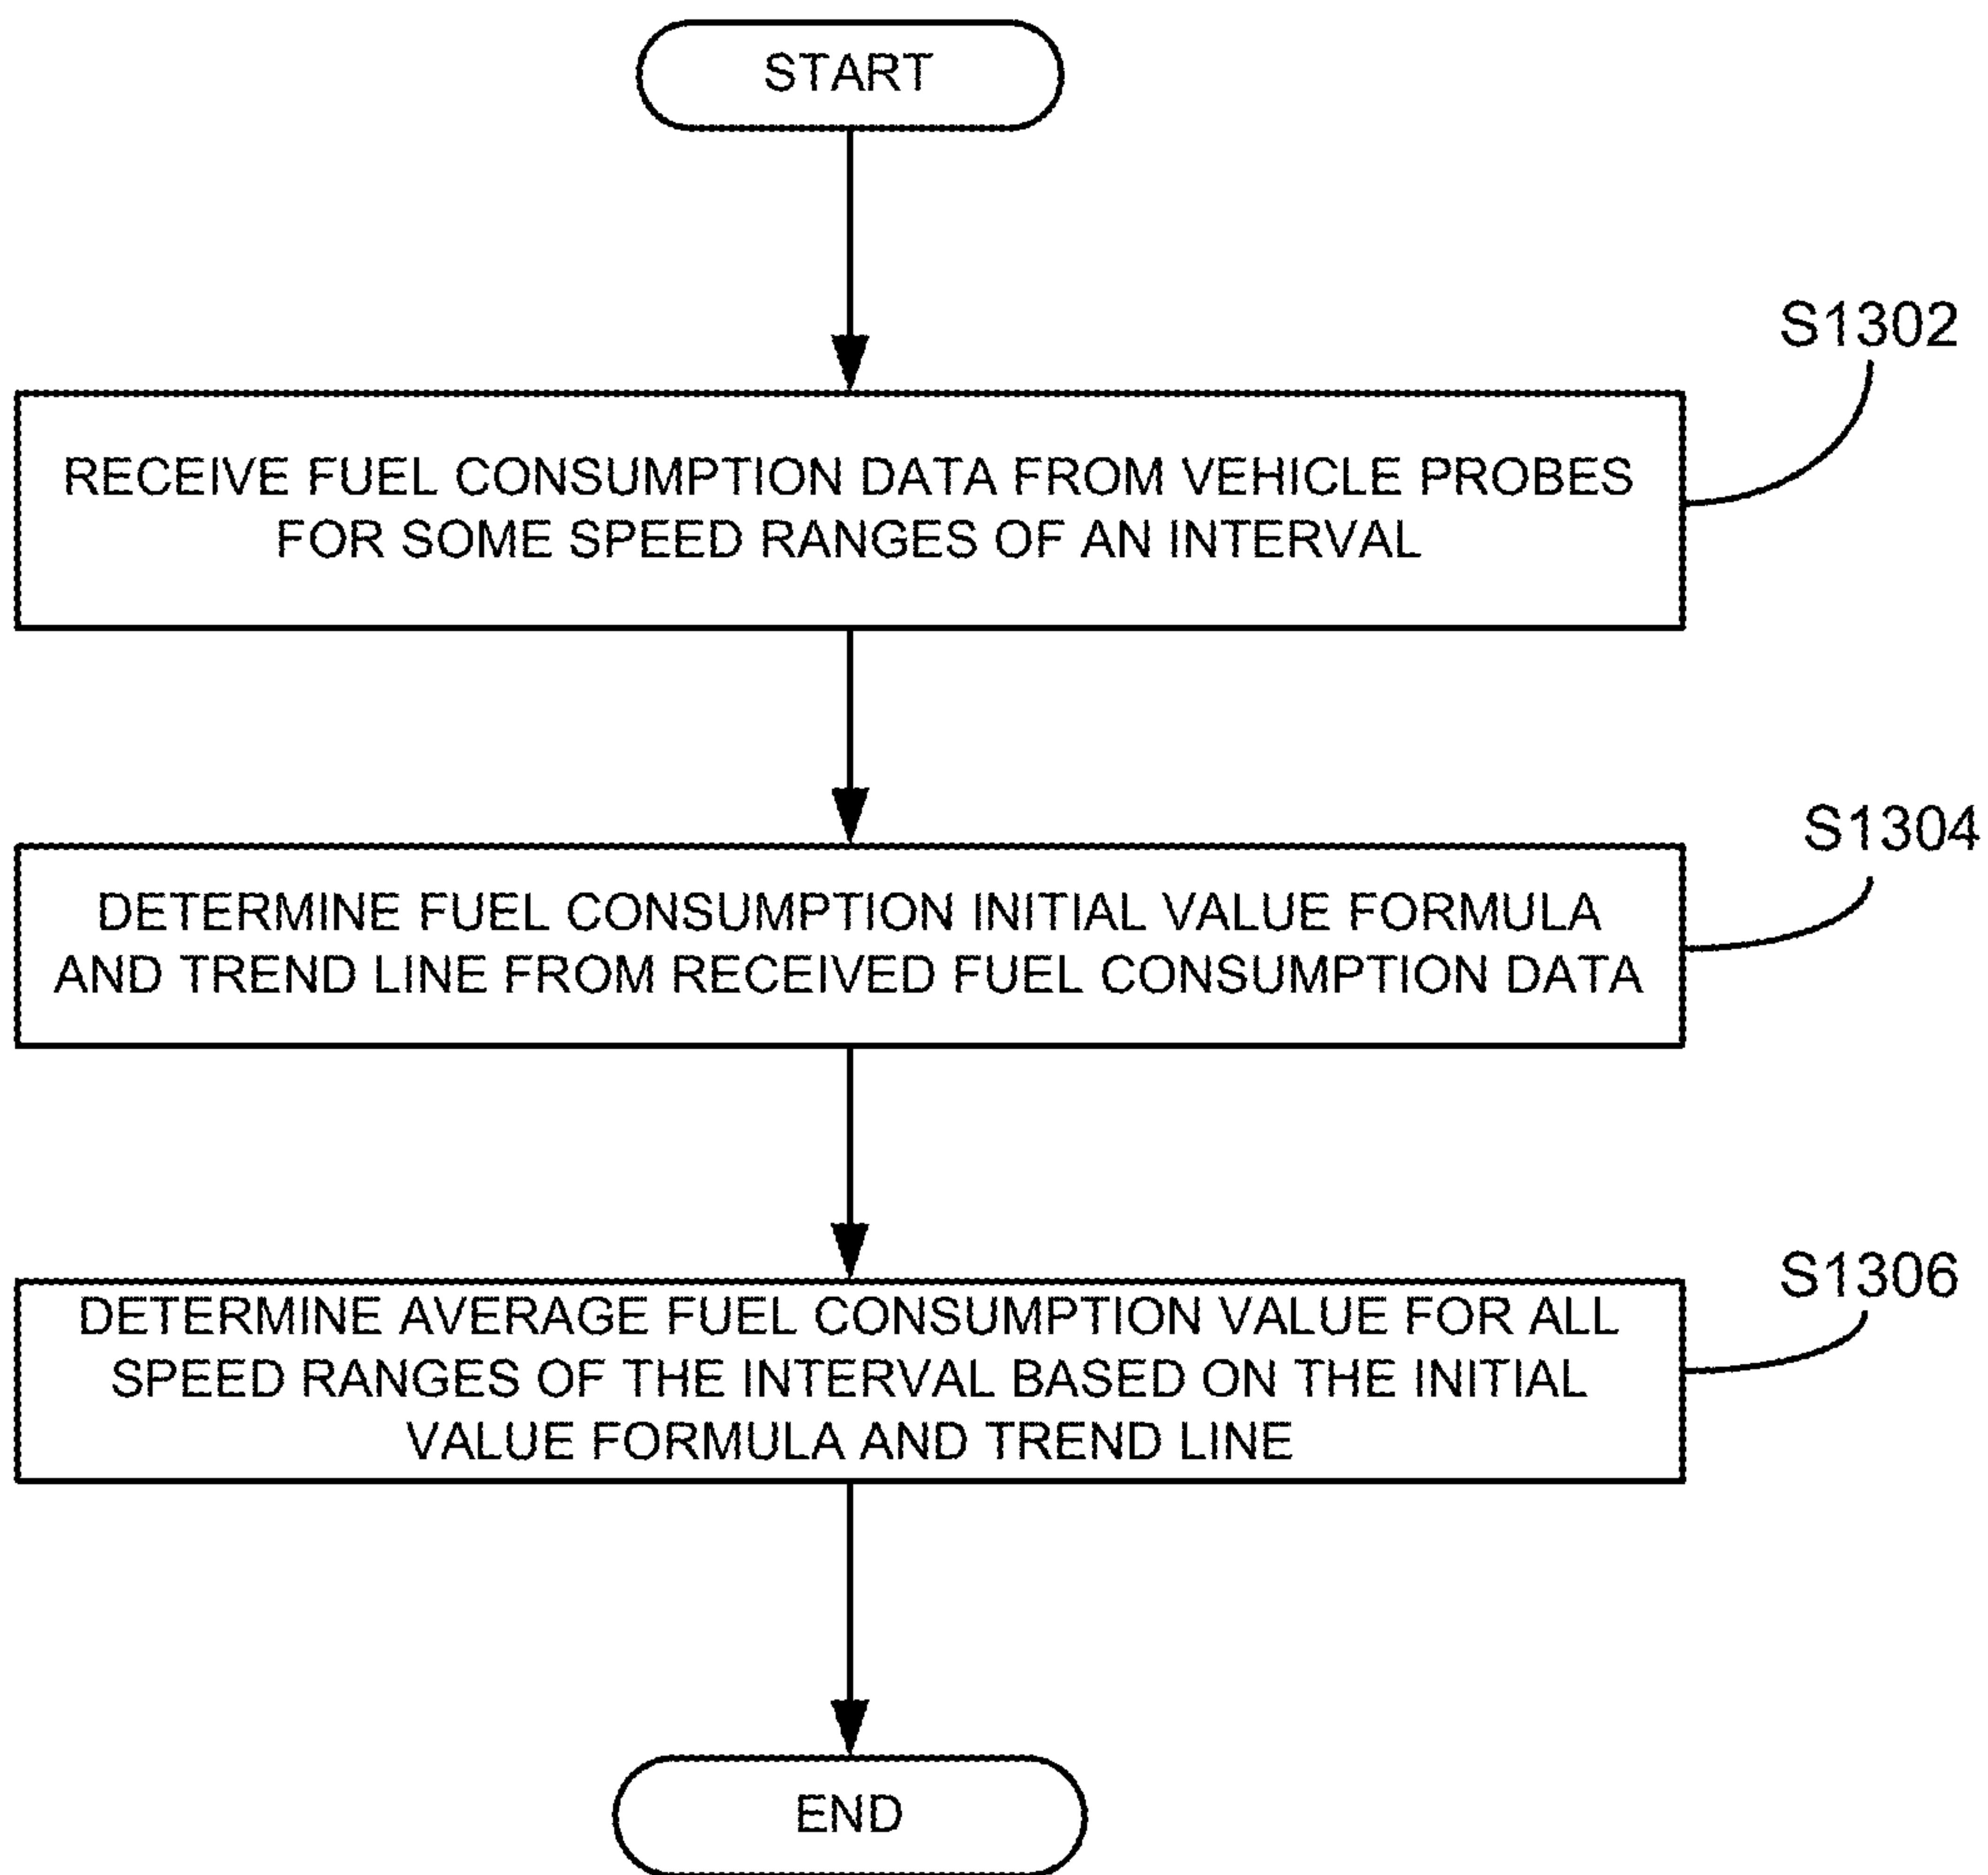 START
S1302
RECEIVE FUEL CONSUMPTION DATA FROM VEHICLE PROBES
FOR SOME SPEED RANGES OF AN INTERVAL
S1304
DETERMINE FUEL CONSUMPTION INITIAL VALUE FORMULA
AND TREND LINE FROM RECEIVED FUEL CONSUMPTION DATA
S1306
DETERMINE AVERAGE FUEL CONSUMPTION VALUE FOR ALL
SPEED RANGES OF THE INTERVAL BASED ON THE INITIAL
VALUE FORMULA AND TREND LINE
END